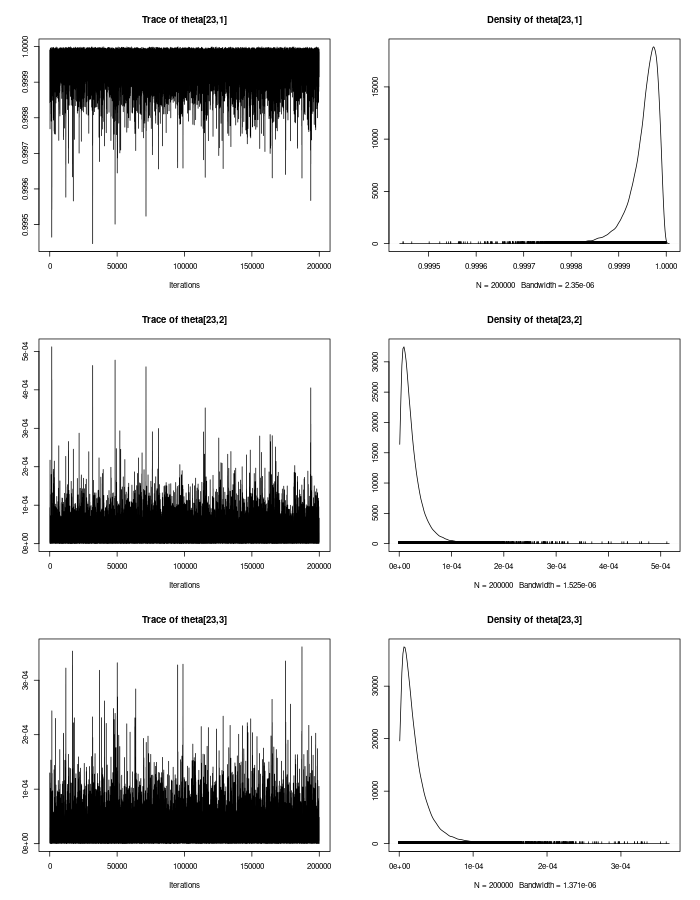 Trace of theta[23,1]
1.0000
0.9999
0.9998
0.9997
0.9996
0.9995
0 50000 100000 150000 200000
Iterations
Density of theta[23,1]
15000
10000
5000
0
0.9995 0.9996 0.9997 0.9998 0.9999 1.0000
N = 200000 Bandwidth = 2.35e-06
Trace of theta[23,2]
5e-04
4e-04
3e-04
2e-04
1e-04
0e+00
0 50000 100000 150000 200000
Iterations
Density of theta[23,2]
30000
25000
20000
15000
10000
5000
0
0e+00 1e-04 2e-04 3e-04 4e-04 5e-04
N = 200000 Bandwidth = 1.525e-06
Trace of theta[23,3]
3e-04
2e-04
1e-04
0e+00
0 50000 100000 150000 200000
Iterations
Density of theta[23,3]
30000
20000
10000
0
0e+00 1e-04 2e-04 3e-04
N = 200000 Bandwidth = 1.371e-06